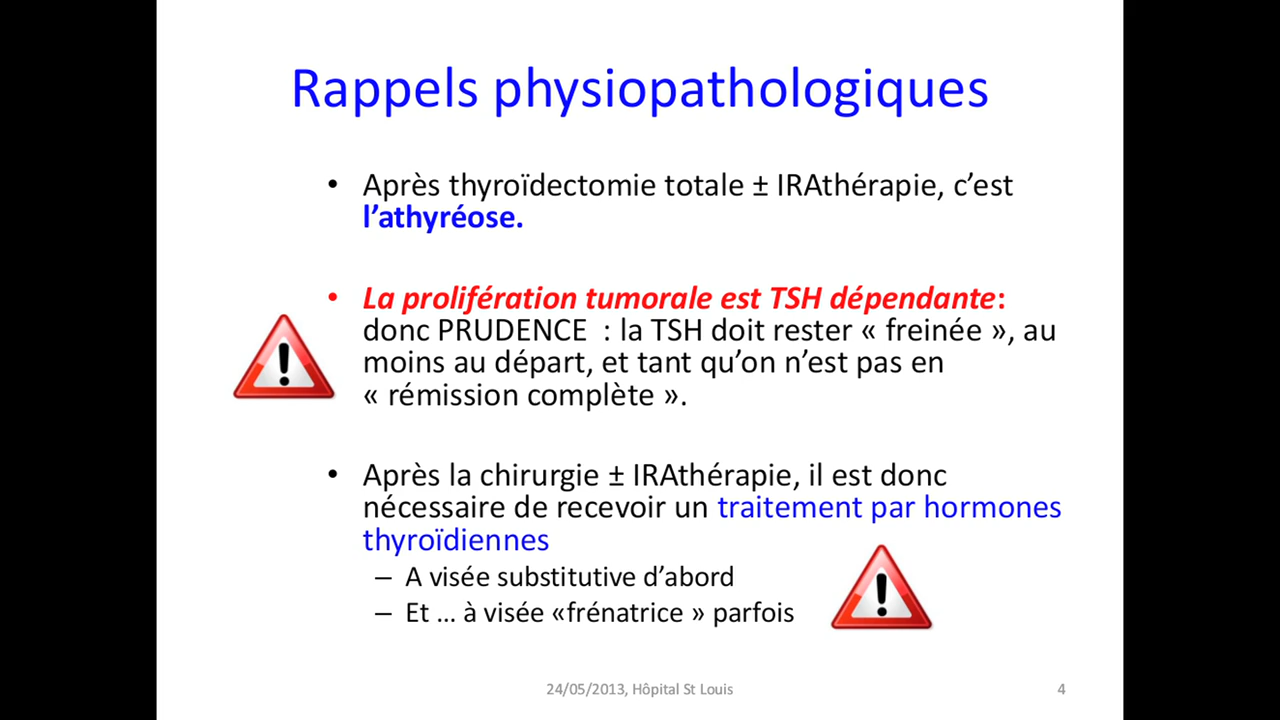 Rappels physiopathologiques
• Après thyroïdectomie totale ± IRAthérapie, c’est
l’athyréose.
• La prolifération tumorale est TSH dépendante:
donc PRUDENCE : la TSH doit rester « freinée », au
moins au départ, et tant qu’on n’est pas en
« rémission complète ».
• Après la chirurgie ± IRAthérapie, il est donc
nécessaire de recevoir un traitement par hormones
thyroïdiennes
– A visée substitutive d’abord
– Et … à visée «frénatrice » parfois
24/05/2013, Hôpital St Louis
4